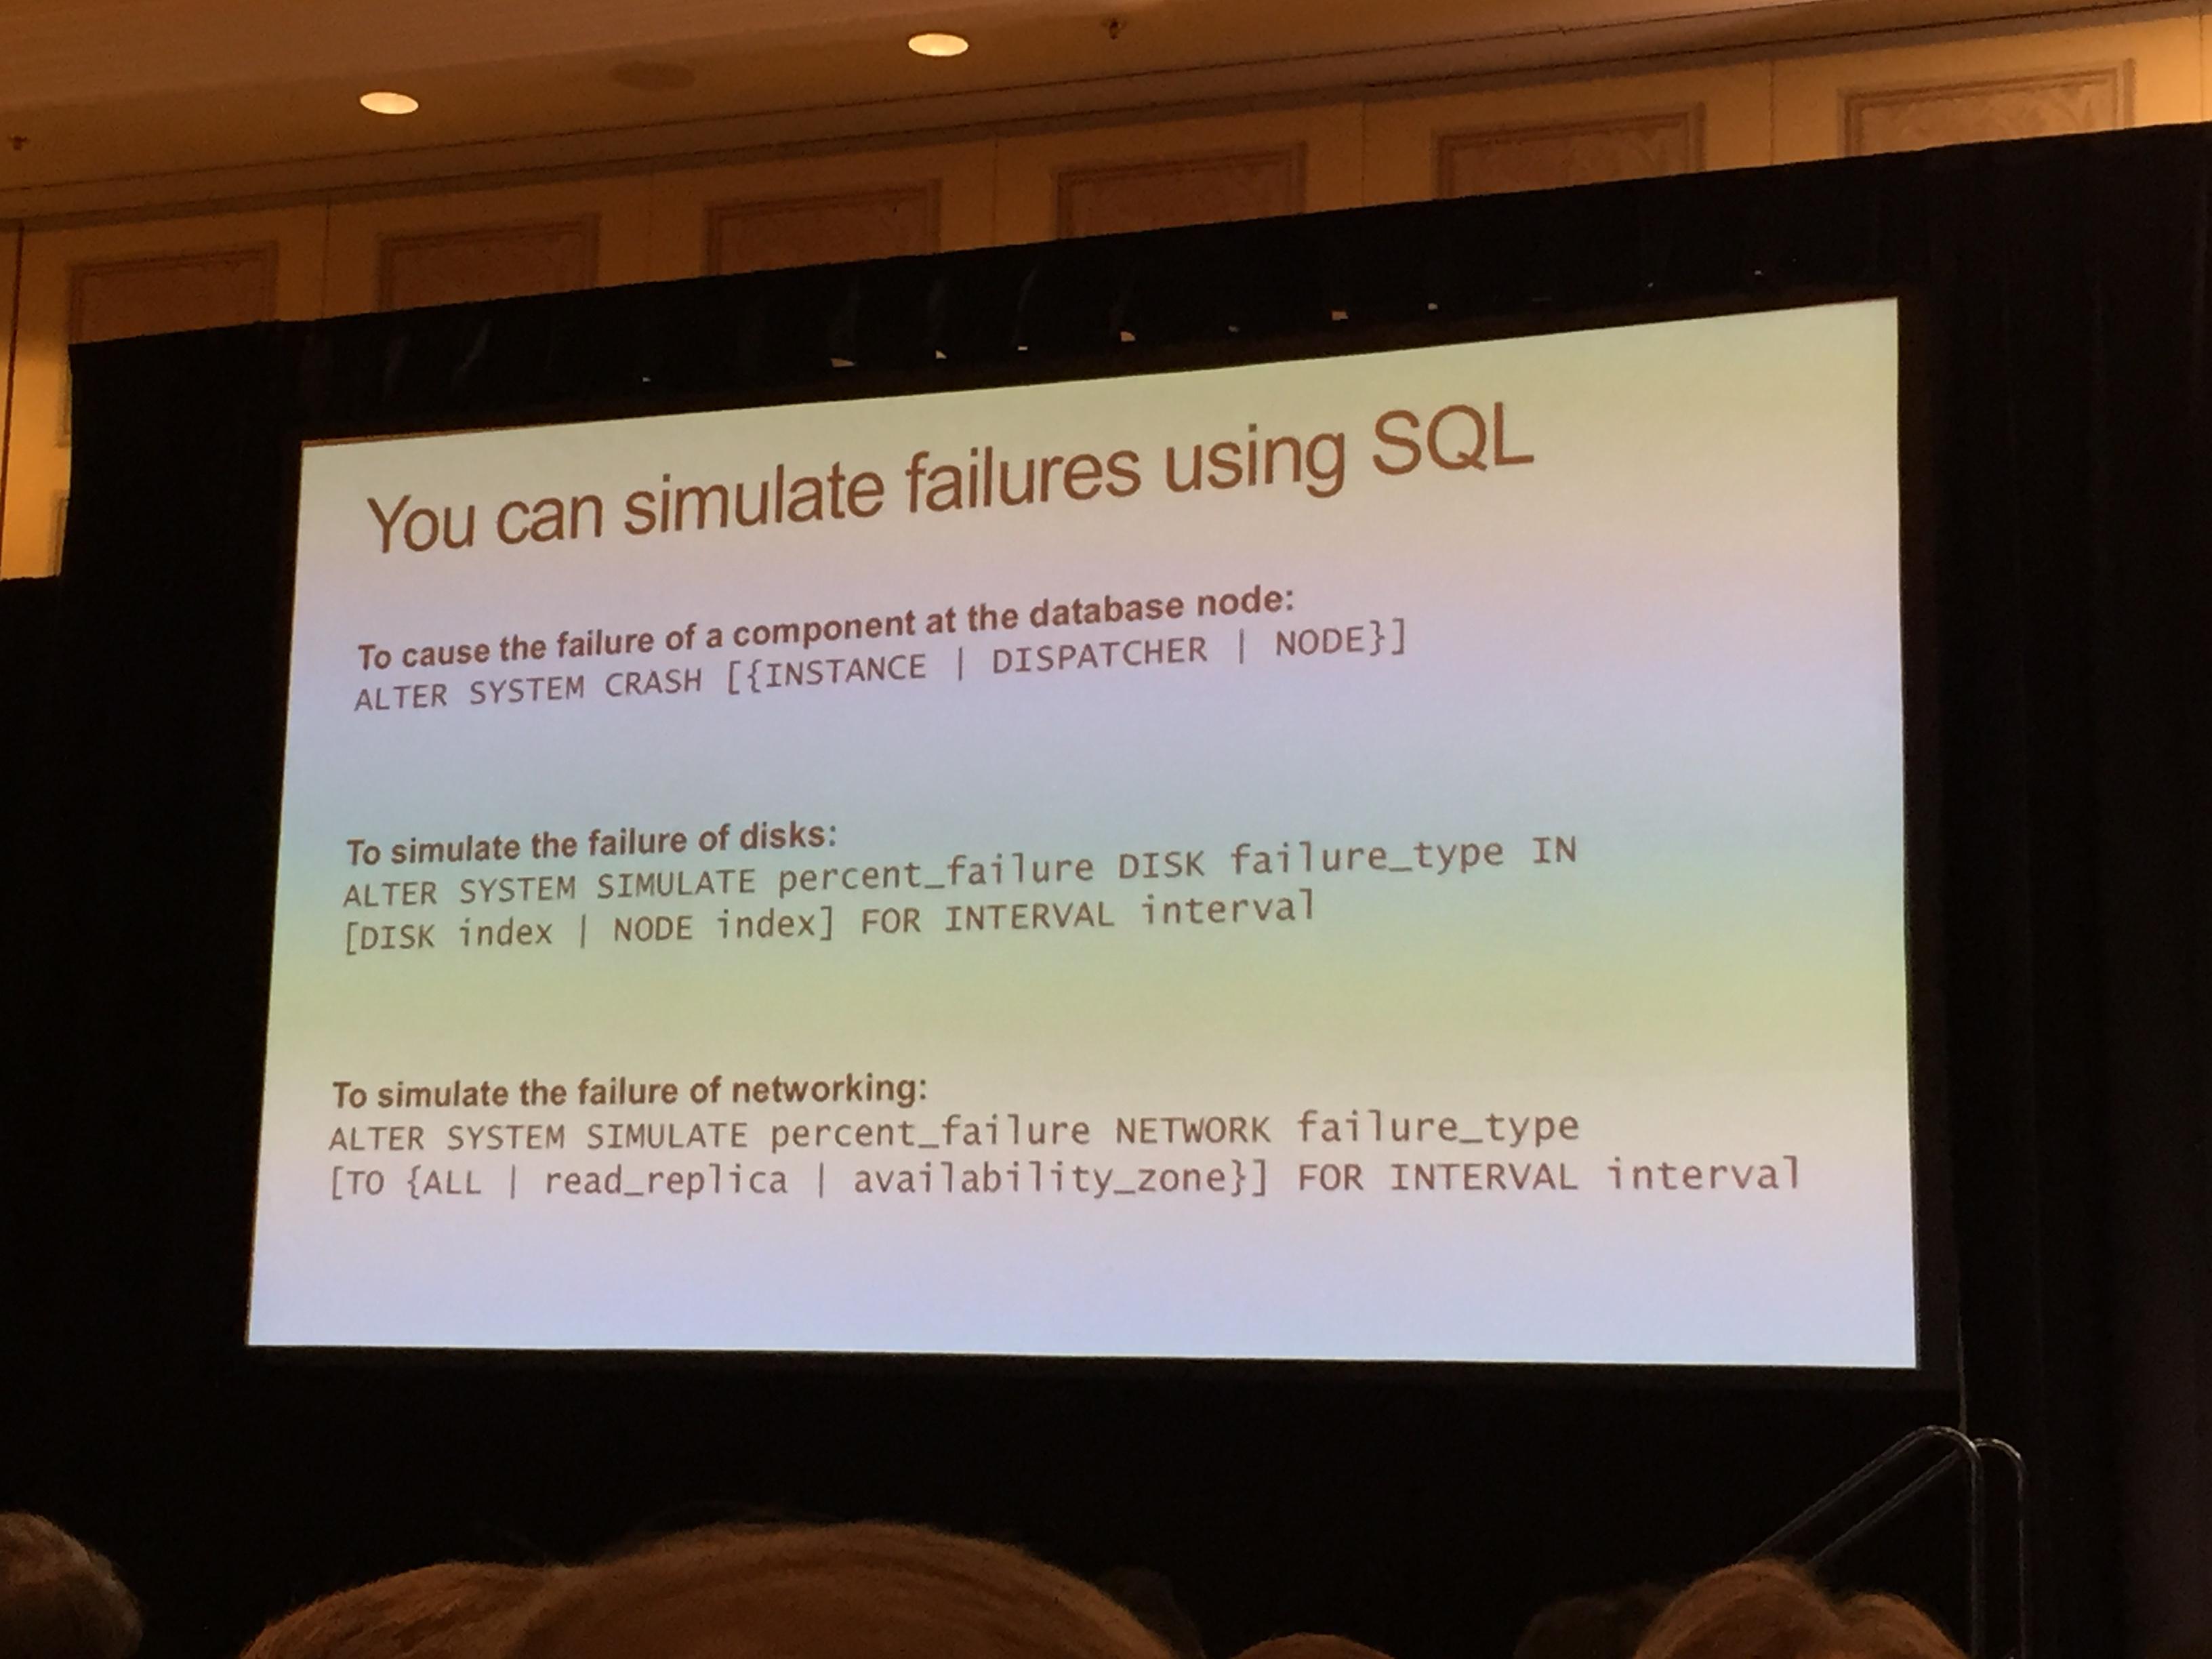 You can simulate failures using SQL
To cause the failure of a component at the database node:
ALTER SYSTEM CRASH [{INSTANCE | DISPATCHER | NODE}]
To simulate the failure of disks:
ALTER SYSTEM SIMULATE percent_failure DISK failure_type IN
[DISK index | NODE index] FOR INTERVAL interval
To simulate the failure of networking:
ALTER SYSTEM SIMULATE percent_failure NETWORK failure_type
[TO {ALL | read_replica | availability_zone}] FOR INTERVAL interval